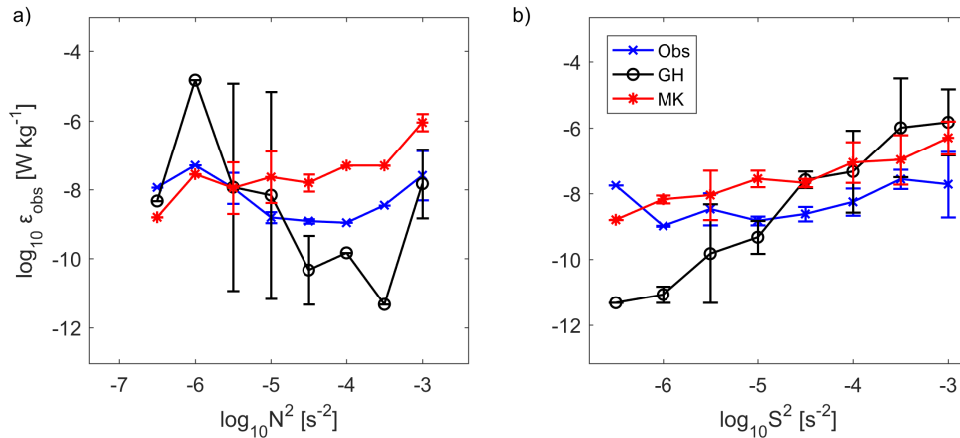 a)
b)
-4
-6
-8
-10
-12
log₁₀ ε_obs [W kg⁻¹]
-7 -6 -5 -4 -3
log₁₀N² [s⁻²]
Obs
GH
MK
-4
-6
-8
-10
-12
-6 -5 -4 -3
log₁₀S² [s⁻²]